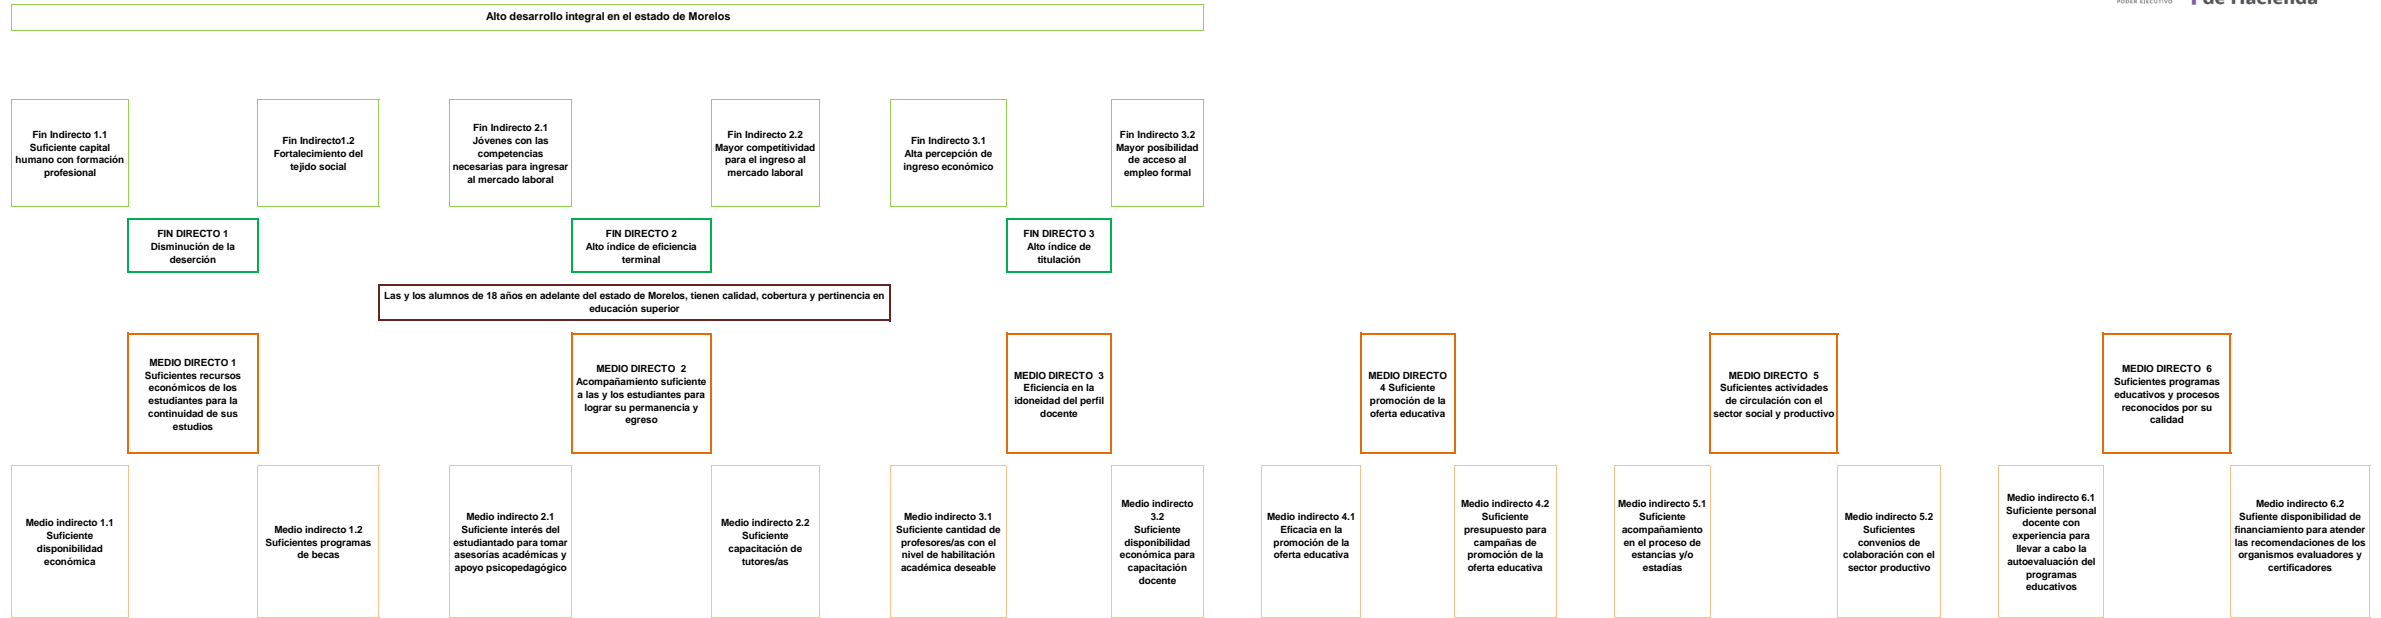 PODER EJECUTIVO
de Hacienda
Alto desarrollo integral en el estado de Morelos
Fin Indirecto 1.1
Suficiente capital
humano con formación
profesional
Fin Indirecto1.2
Fortalecimiento del
tejido social
Fin Indirecto 2.1
Jóvenes con las
competencias
necesarias para ingresar
al mercado laboral
Fin Indirecto 2.2
Mayor competitividad
para el ingreso al
mercado laboral
Fin Indirecto 3.1
Alta percepción de
ingreso económico
Fin Indirecto 3.2
Mayor posibilidad
de acceso al
empleo formal
FIN DIRECTO 1
Disminución de la
deserción
FIN DIRECTO 2
Alto índice de eficiencia
terminal
FIN DIRECTO 3
Alto índice de
titulación
Las y los alumnos de 18 años en adelante del estado de Morelos, tienen calidad, cobertura y pertinencia en
educación superior
MEDIO DIRECTO 1
Suficientes recursos
económicos de los
estudiantes para la
continuidad de sus
estudios
MEDIO DIRECTO 2
Acompañamiento suficiente
a las y los estudiantes para
lograr su permanencia y
egreso
MEDIO DIRECTO 3
Eficiencia en la
idoneidad del perfil
docente
MEDIO DIRECTO
4 Suficiente
promoción de la
oferta educativa
MEDIO DIRECTO 5
Suficientes actividades
de circulación con el
sector social y productivo
MEDIO DIRECTO 6
Suficientes programas
educativos y procesos
reconocidos por su
calidad
Medio indirecto 1.1
Suficiente
disponibilidad
económica
Medio indirecto 1.2
Suficientes programas
de becas
Medio indirecto 2.1
Suficiente interés del
estudiantado para tomar
asesorías académicas y
apoyo psicopedagógico
Medio indirecto 2.2
Suficiente
capacitación de
tutores/as
Medio indirecto 3.1
Suficiente cantidad de
profesores/as con el
nivel de habilitación
académica deseable
Medio indirecto
3.2
Suficiente
disponibilidad
económica para
capacitación
docente
Medio indirecto 4.1
Eficacia en la
promoción de la
oferta educativa
Medio indirecto 4.2
Suficiente
presupuesto para
campañas de
promoción de la
oferta educativa
Medio indirecto 5.1
Suficiente
acompañamiento
en el proceso de
estancias y/o
estadías
Medio indirecto 5.2
Suficientes
convenios de
colaboración con el
sector productivo
Medio indirecto 6.1
Suficiente personal
docente con
experiencia para
llevar a cabo la
autoevaluación del
programas
educativos
Medio indirecto 6.2
Sufiente disponibilidad de
financiamiento para atender
las recomendaciones de los
organismos evaluadores y
certificadores